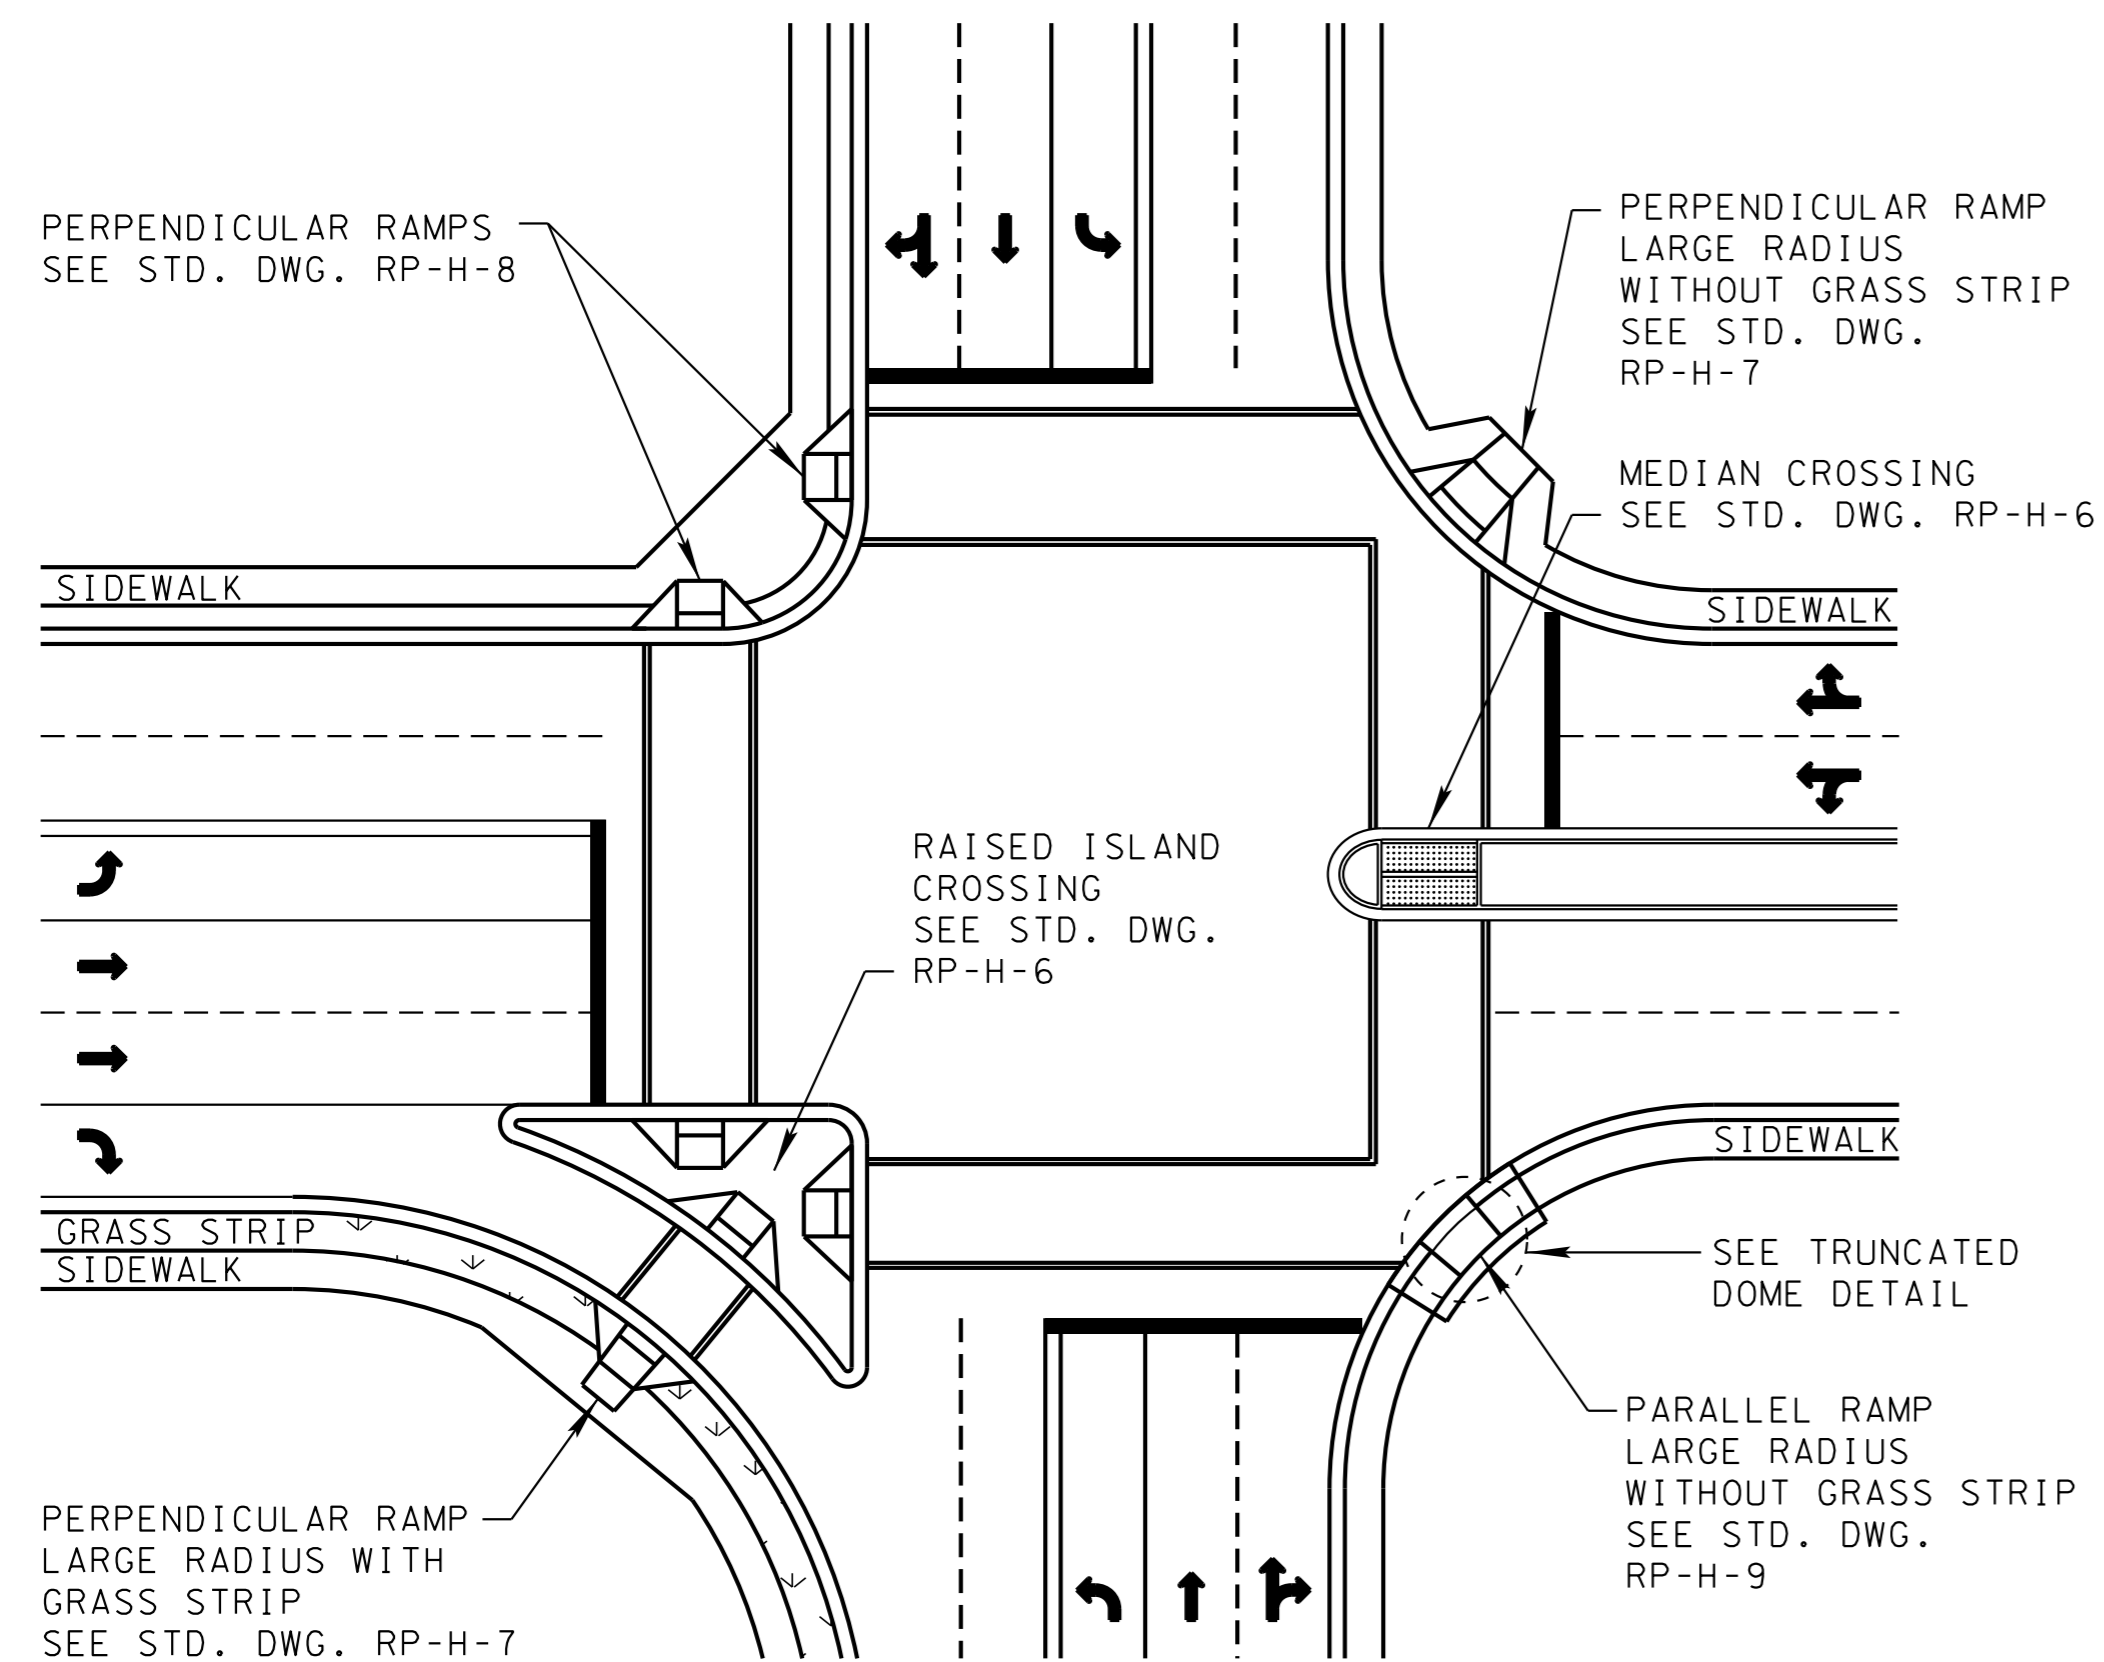 PERPENDICULAR RAMPS
SEE STD. DWG. RP-H-8
PERPENDICULAR RAMP
LARGE RADIUS
WITHOUT GRASS STRIP
SEE STD. DWG.
RP-H-7
MEDIAN CROSSING
SEE STD. DWG. RP-H-6
SIDEWALK
SIDEWALK
RAISED ISLAND
CROSSING
SEE STD. DWG.
RP-H-6
SIDEWALK
GRASS STRIP
SIDEWALK
SEE TRUNCATED
DOME DETAIL
PARALLEL RAMP
LARGE RADIUS
WITHOUT GRASS STRIP
SEE STD. DWG.
RP-H-9
PERPENDICULAR RAMP
LARGE RADIUS WITH
GRASS STRIP
SEE STD. DWG. RP-H-7